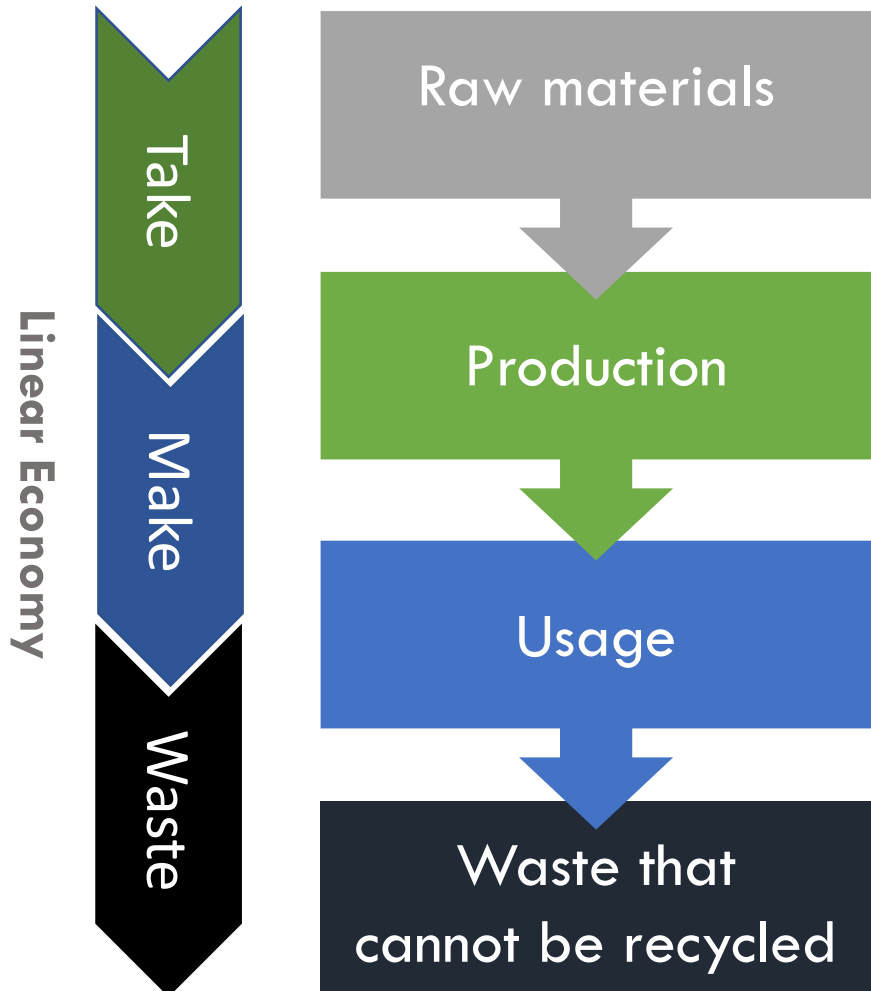 Linear Economy
Take
Make
Waste
Raw materials
Production
Usage
Waste that
cannot be recycled